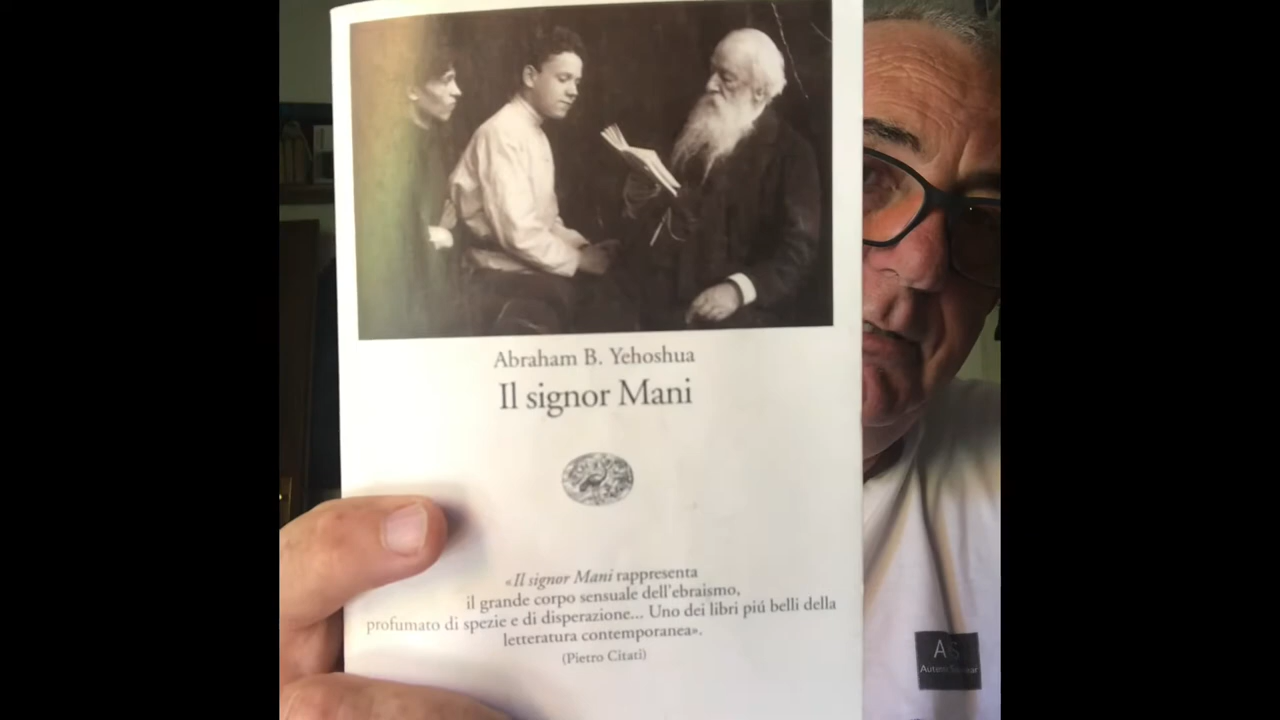 Abraham B. Yehoshua
Il signor Mani
«Il signor Mani rappresenta
il grande corpo sensuale dell'ebraismo,
profumato di spezie e di disperazione... Uno dei libri piú belli della
letteratura contemporanea».
(Pietro Citati)
AS